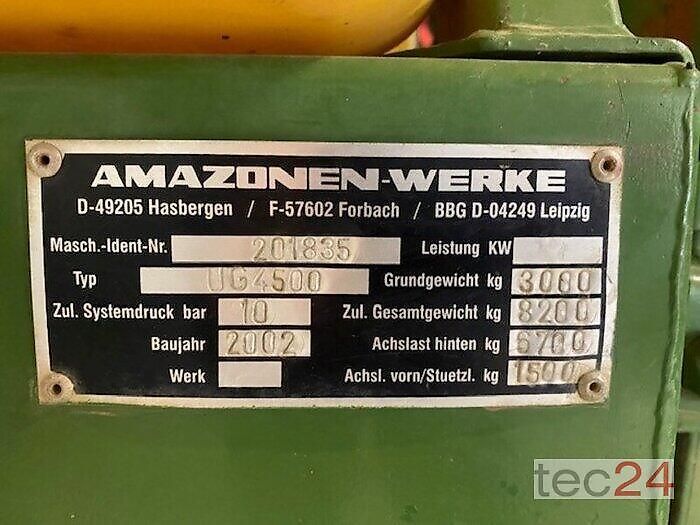 AMAZONEN-WERKE
D-49205 Hasbergen / F-57602 Forbach / BBG D-04249 Leipzig
Masch.-Ident-Nr. 201835 Leistung KW
Typ UG4500 Grundgewicht kg 3080
Zul. Systemdruck bar 10 Zul. Gesamtgewicht kg 8200
Baujahr 2002 Achslast hinten kg 6700
Werk Achsl. vorn/Stuetzl. kg 1500
tec24